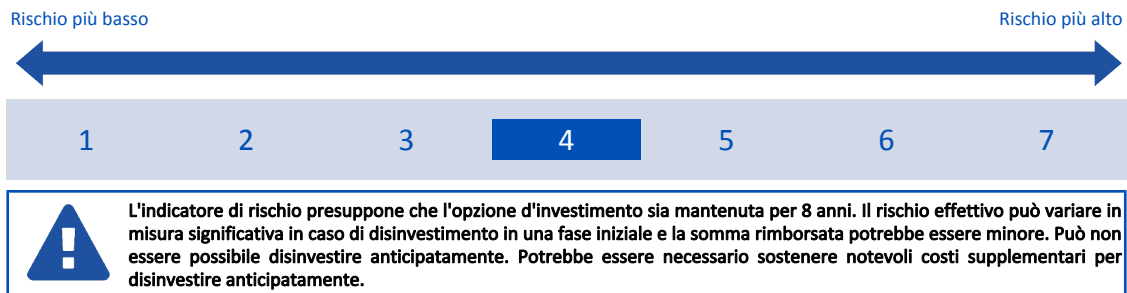 Rischio più basso Rischio più alto
1 2 3 4 5 6 7
L'indicatore di rischio presuppone che l'opzione d'investimento sia mantenuta per 8 anni. Il rischio effettivo può variare in
misura significativa in caso di disinvestimento in una fase iniziale e la somma rimborsata potrebbe essere minore. Può non
essere possibile disinvestire anticipatamente. Potrebbe essere necessario sostenere notevoli costi supplementari per
disinvestire anticipatamente.